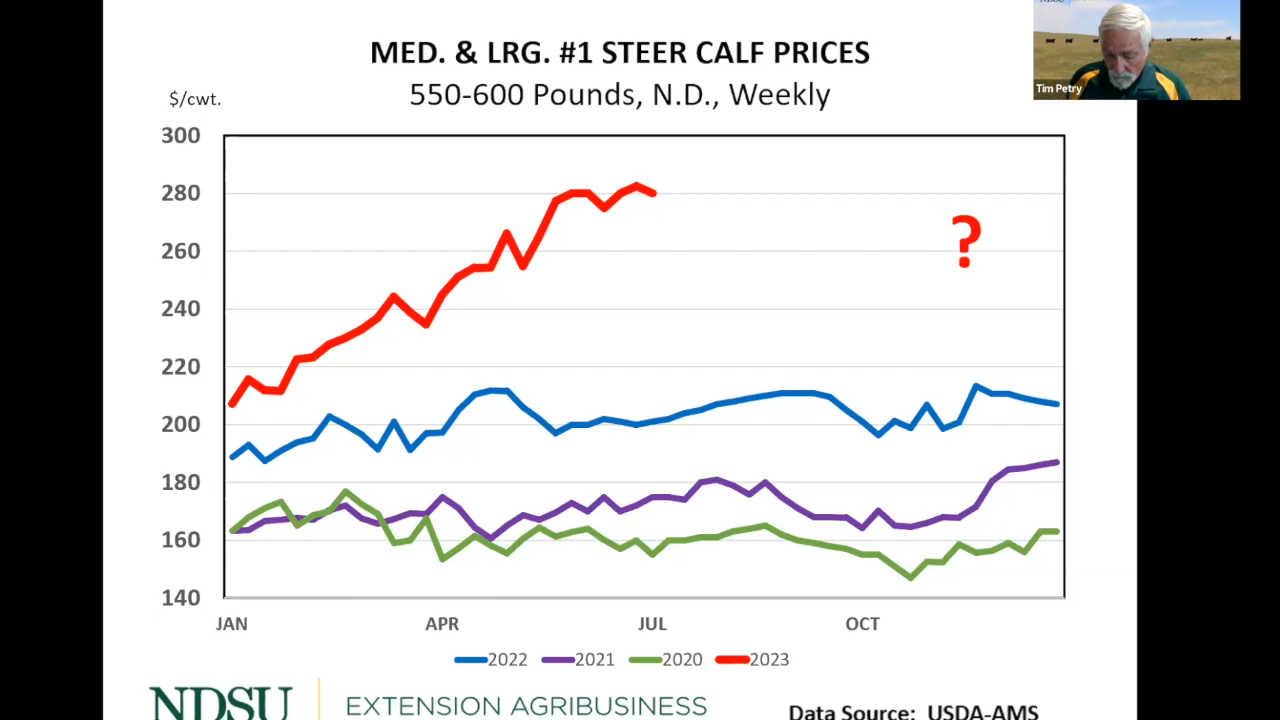 MED. & LRG. #1 STEER CALF PRICES
550-600 Pounds, N.D., Weekly
$/cwt.
Tim Petry
300
280
260
240
220
200
180
160
140
?
JAN APR JUL OCT
2022 2021 2020 2023
NDSU EXTENSION AGRIBUSINESS
Data Source: USDA-AMS